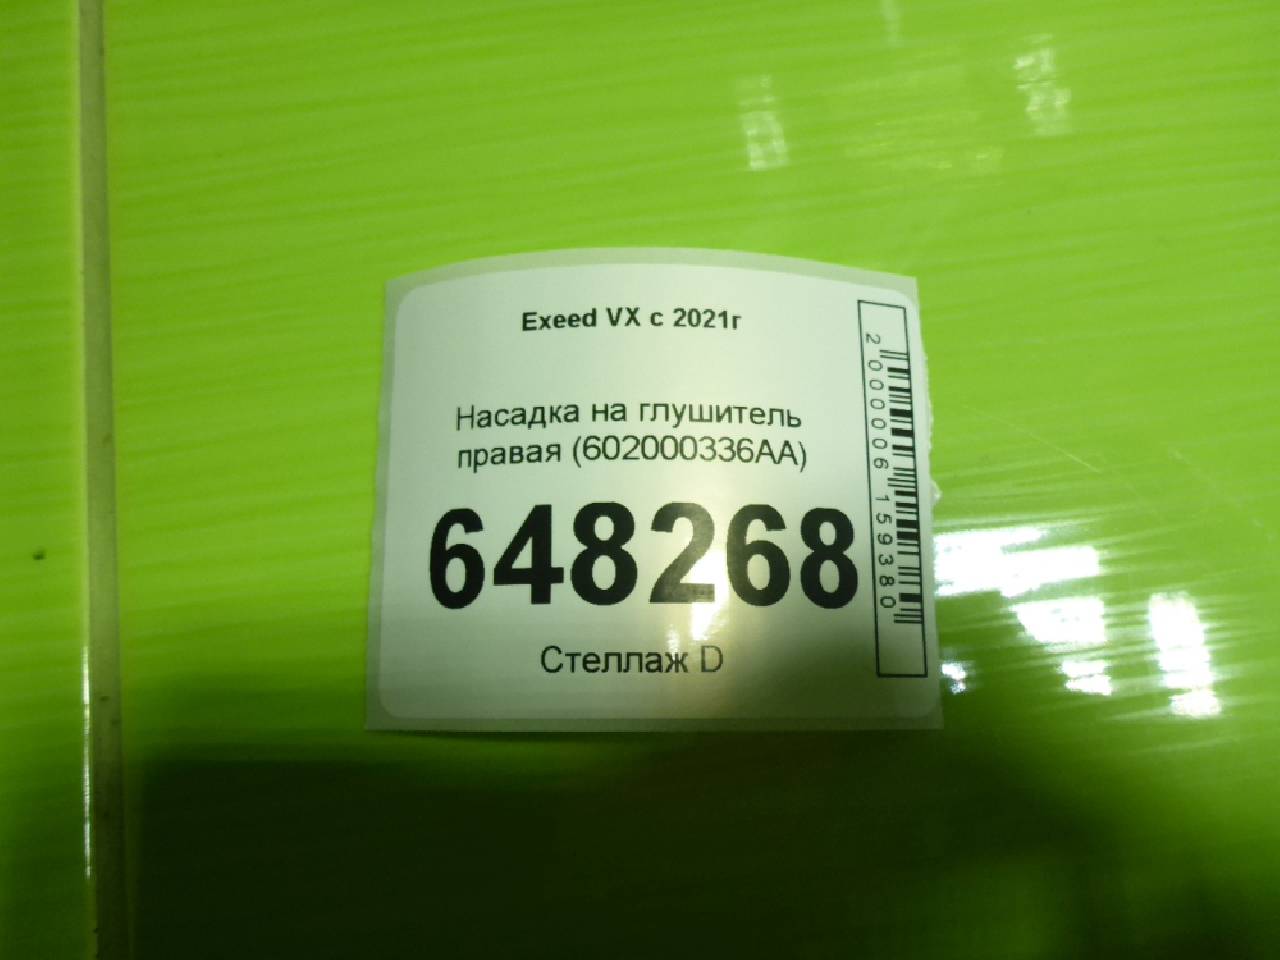 Exeed VX с 2021г
Насадка на глушитель
правая (602000336AA)
648268
Стеллаж D
2000006159380